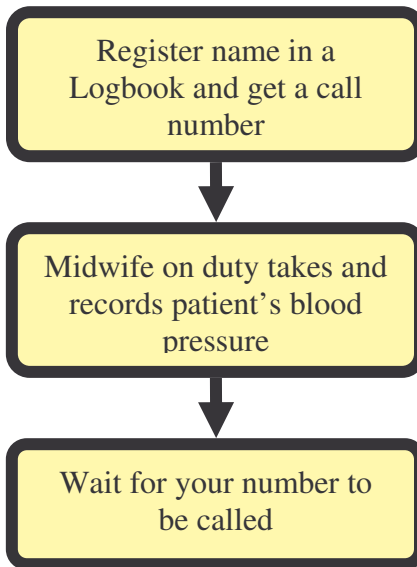 Register name in a
Logbook and get a call
number
Midwife on duty takes and
records patient’s blood
pressure
Wait for your number to
be called